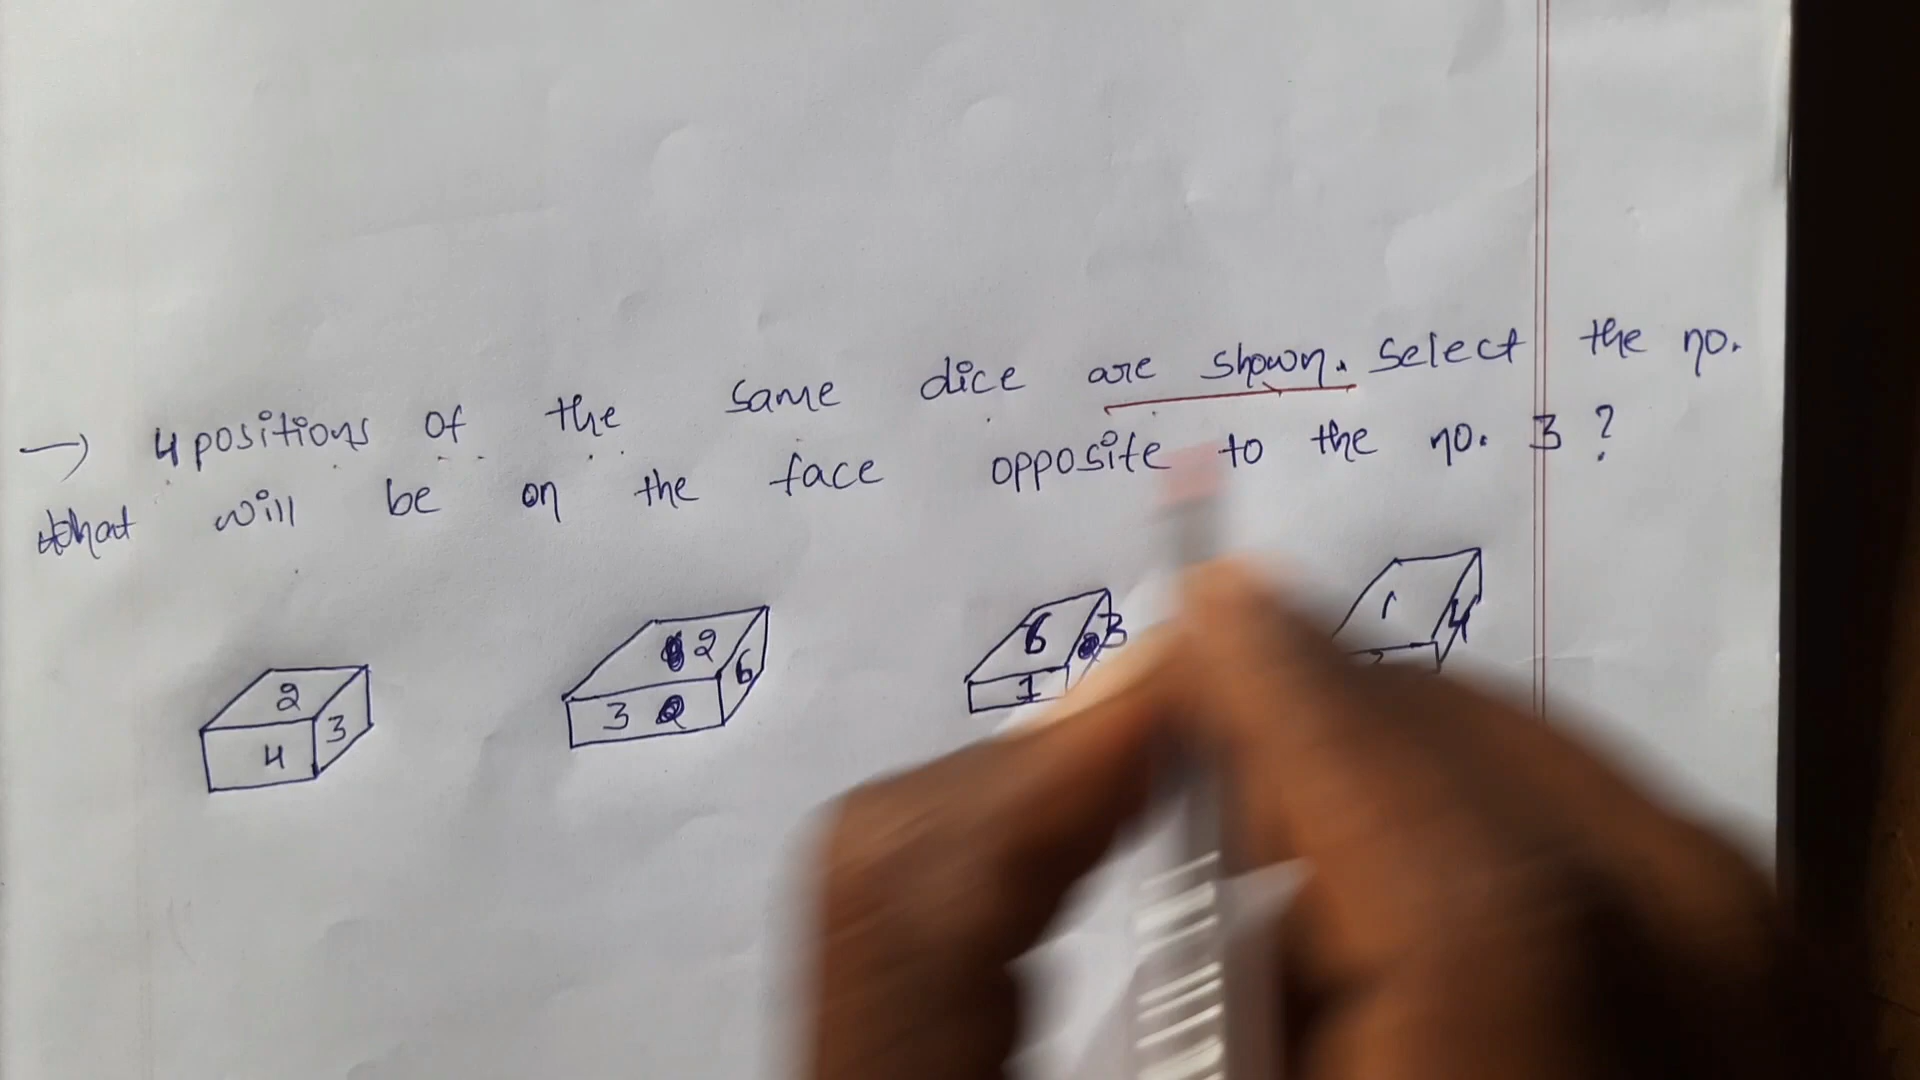 → 4 positions of the same dice are shown. Select the no.
that will be on the face opposite to the no. 3 ?
2 4 3
2 6 3
6 3 1
1 4